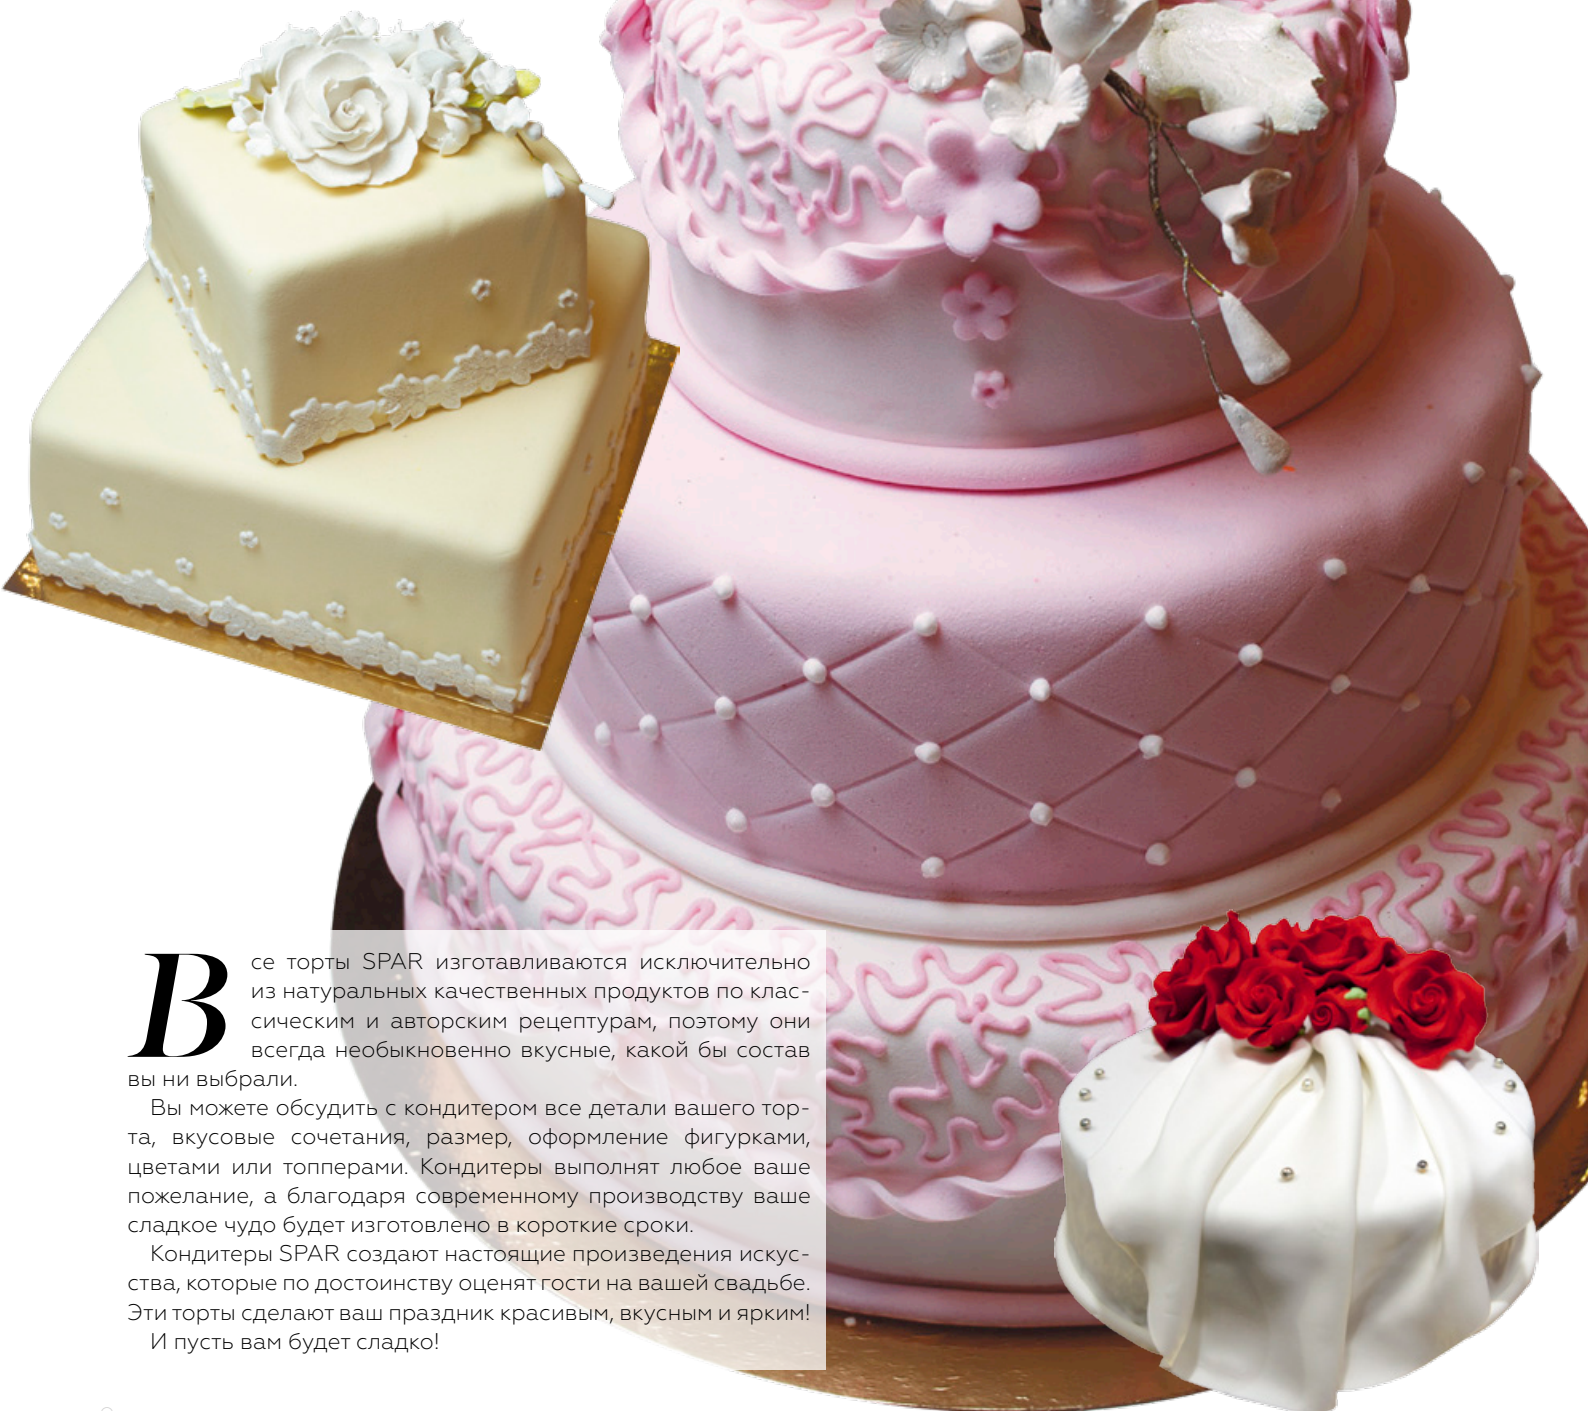 Все торты SPAR изготавливаются исключительно
из натуральных качественных продуктов по клас-
сическим и авторским рецептурам, поэтому они
всегда необыкновенно вкусные, какой бы состав
вы ни выбрали.
Вы можете обсудить с кондитером все детали вашего тор-
та, вкусовые сочетания, размер, оформление фигурками,
цветами или топперами. Кондитеры выполнят любое ваше
пожелание, а благодаря современному производству ваше
сладкое чудо будет изготовлено в короткие сроки.
Кондитеры SPAR создают настоящие произведения искус-
ства, которые по достоинству оценят гости на вашей свадьбе.
Эти торты сделают ваш праздник красивым, вкусным и ярким!
И пусть вам будет сладко!